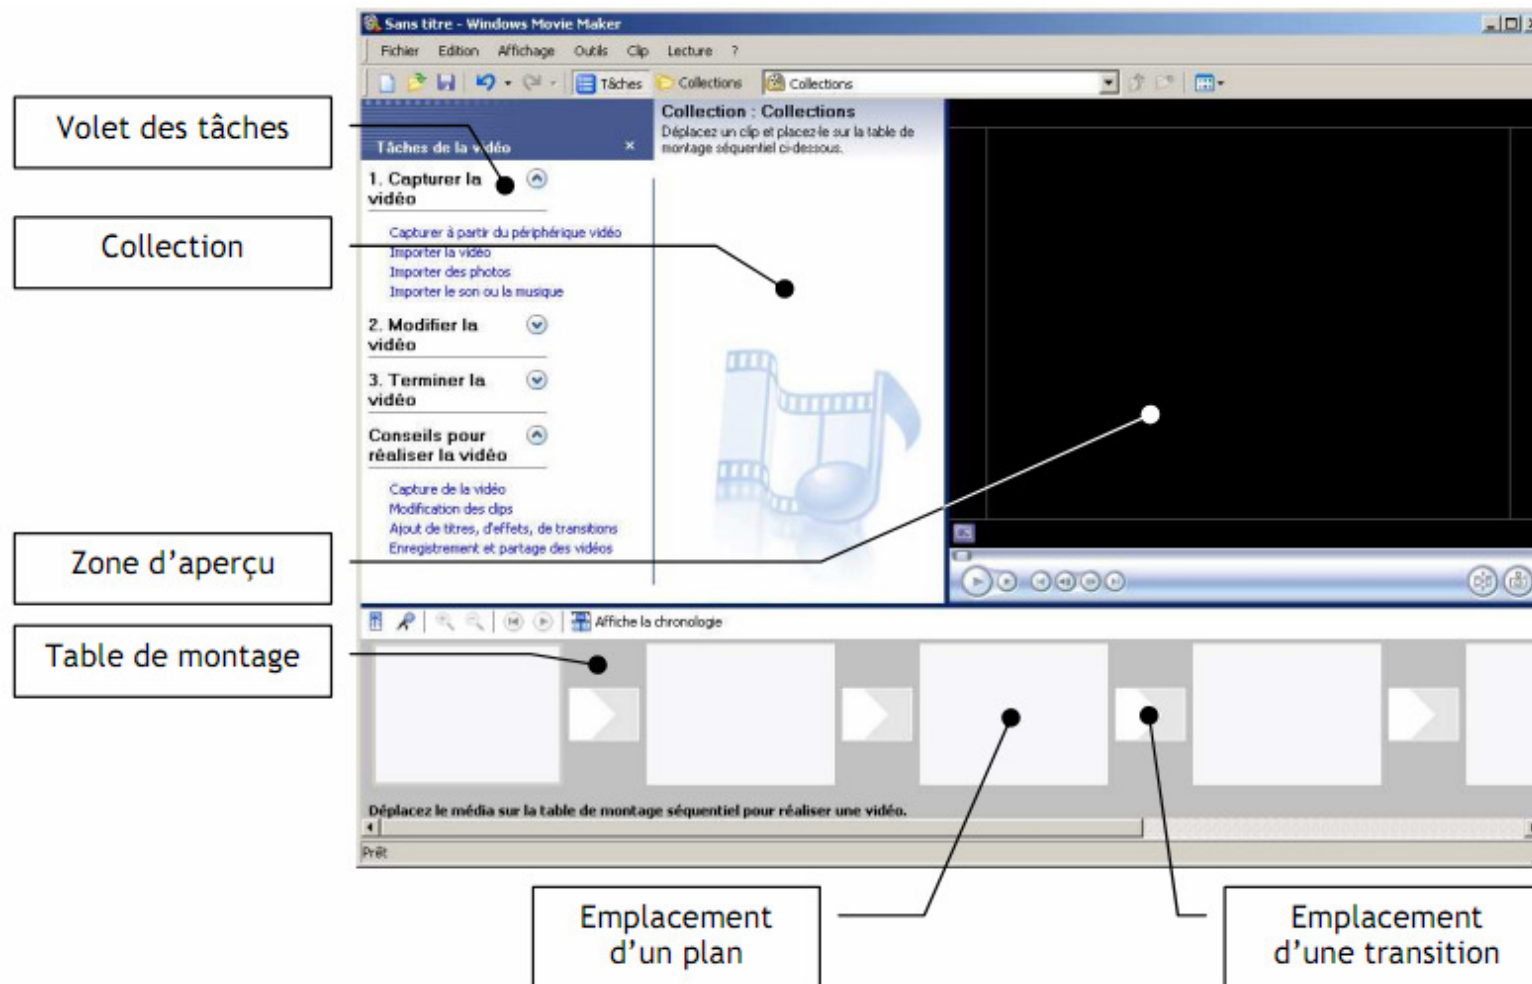 Sans titre - Windows Movie Maker
Fichier Edition Affichage Outils Clip Lecture ?
Tâches Collections Collections
Volet des tâches
Collection
Zone d'aperçu
Table de montage
Tâches de la vidéo
1. Capturer la
vidéo
Capturer à partir du périphérique vidéo
Importer la vidéo
Importer des photos
Importer le son ou la musique
2. Modifier la
vidéo
3. Terminer la
vidéo
Conseils pour
réaliser la vidéo
Capture de la vidéo
Modification des clips
Ajout de titres, d'effets, de transitions
Enregistrement et partage des vidéos
Collection : Collections
Déplacez un clip et placez-le sur la table de
montage séquentiel ci-dessous.
Affiche la chronologie
Déplacez le média sur la table de montage séquentiel pour réaliser une vidéo.
Prêt
Emplacement
d'un plan
Emplacement
d'une transition